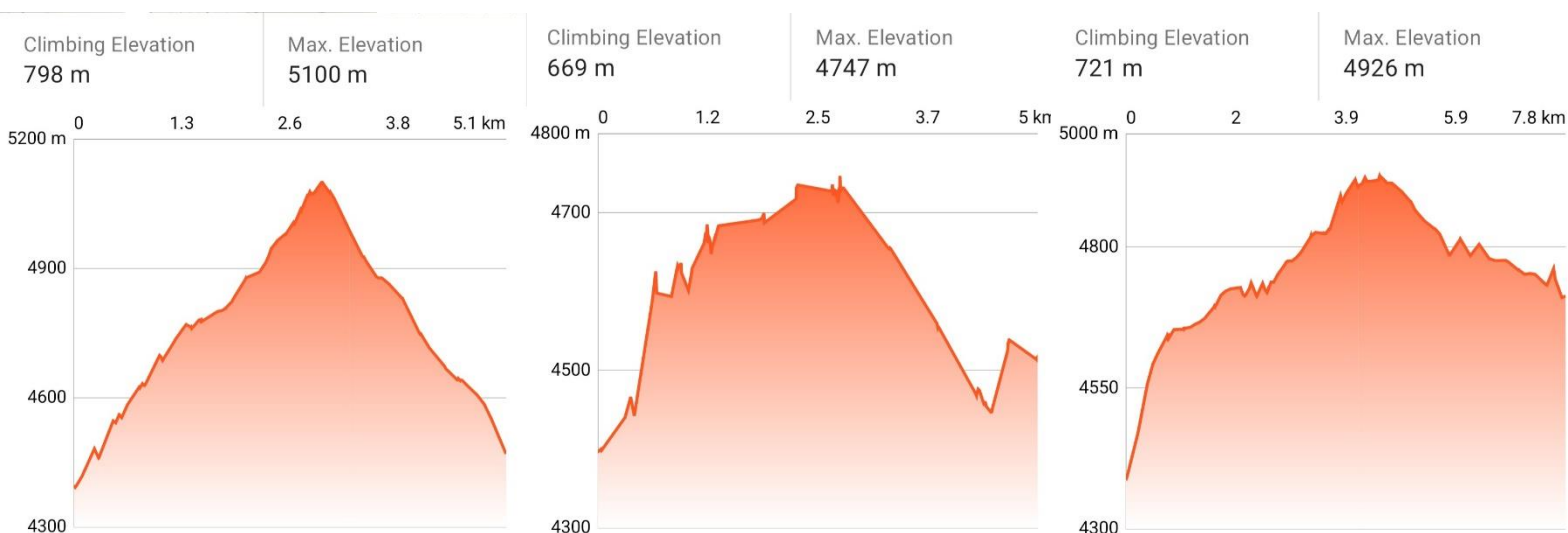 Climbing Elevation
798 m
Max. Elevation
5100 m
0 1.3 2.6 3.8 5.1 km
5200 m
4900
4600
4300
Climbing Elevation
669 m
Max. Elevation
4747 m
0 1.2 2.5 3.7 5 km
4800 m
4700
4500
4300
Climbing Elevation
721 m
Max. Elevation
4926 m
0 2 3.9 5.9 7.8 km
5000 m
4800
4550
4300